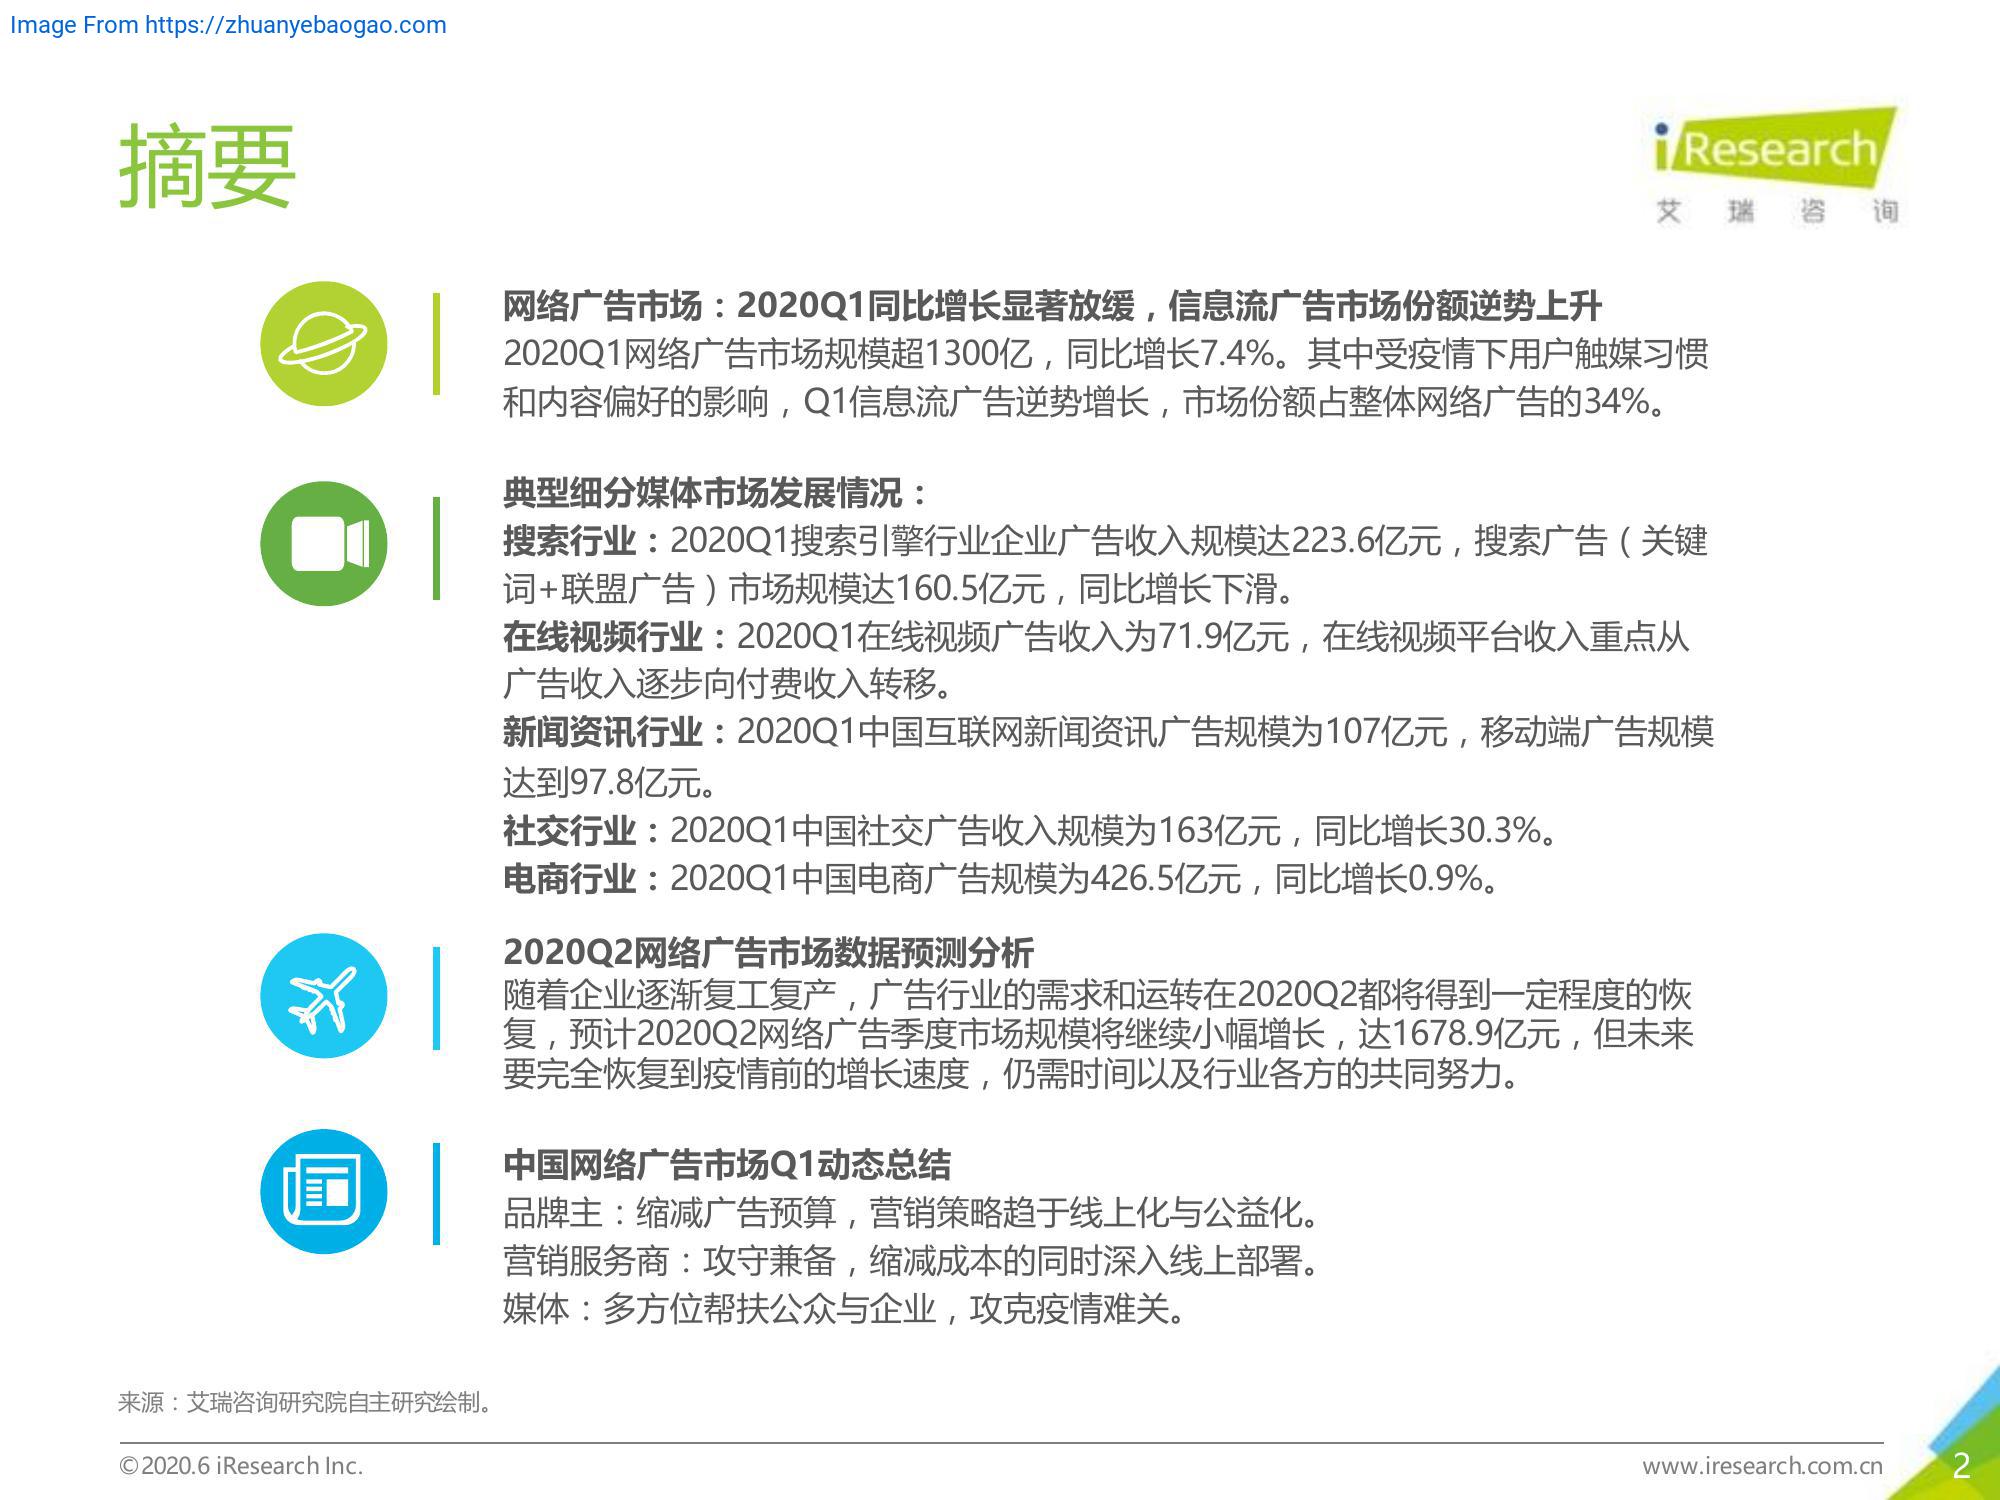 Image From https://zhuanyebaogao.com
摘要
iResearch
艾瑞咨询
网络广告市场：2020Q1同比增长显著放缓，信息流广告市场份额逆势上升
2020Q1网络广告市场规模超1300亿，同比增长7.4%。其中受疫情下用户触媒习惯
和内容偏好的影响，Q1信息流广告逆势增长，市场份额占整体网络广告的34%。
典型细分媒体市场发展情况：
搜索行业：2020Q1搜索引擎行业企业广告收入规模达223.6亿元，搜索广告（关键
词+联盟广告）市场规模达160.5亿元，同比增长下滑。
在线视频行业：2020Q1在线视频广告收入为71.9亿元，在线视频平台收入重点从
广告收入逐步向付费收入转移。
新闻资讯行业：2020Q1中国互联网新闻资讯广告规模为107亿元，移动端广告规模
达到97.8亿元。
社交行业：2020Q1中国社交广告收入规模为163亿元，同比增长30.3%。
电商行业：2020Q1中国电商广告规模为426.5亿元，同比增长0.9%。
2020Q2网络广告市场数据预测分析
随着企业逐渐复工复产，广告行业的需求和运转在2020Q2都将得到一定程度的恢
复，预计2020Q2网络广告季度市场规模将继续小幅增长，达1678.9亿元，但未来
要完全恢复到疫情前的增长速度，仍需时间以及行业各方的共同努力。
中国网络广告市场Q1动态总结
品牌主：缩减广告预算，营销策略趋于线上化与公益化。
营销服务商：攻守兼备，缩减成本的同时深入线上部署。
媒体：多方位帮扶公众与企业，攻克疫情难关。
来源：艾瑞咨询研究院自主研究绘制。
©2020.6 iResearch Inc.
www.iresearch.com.cn
2